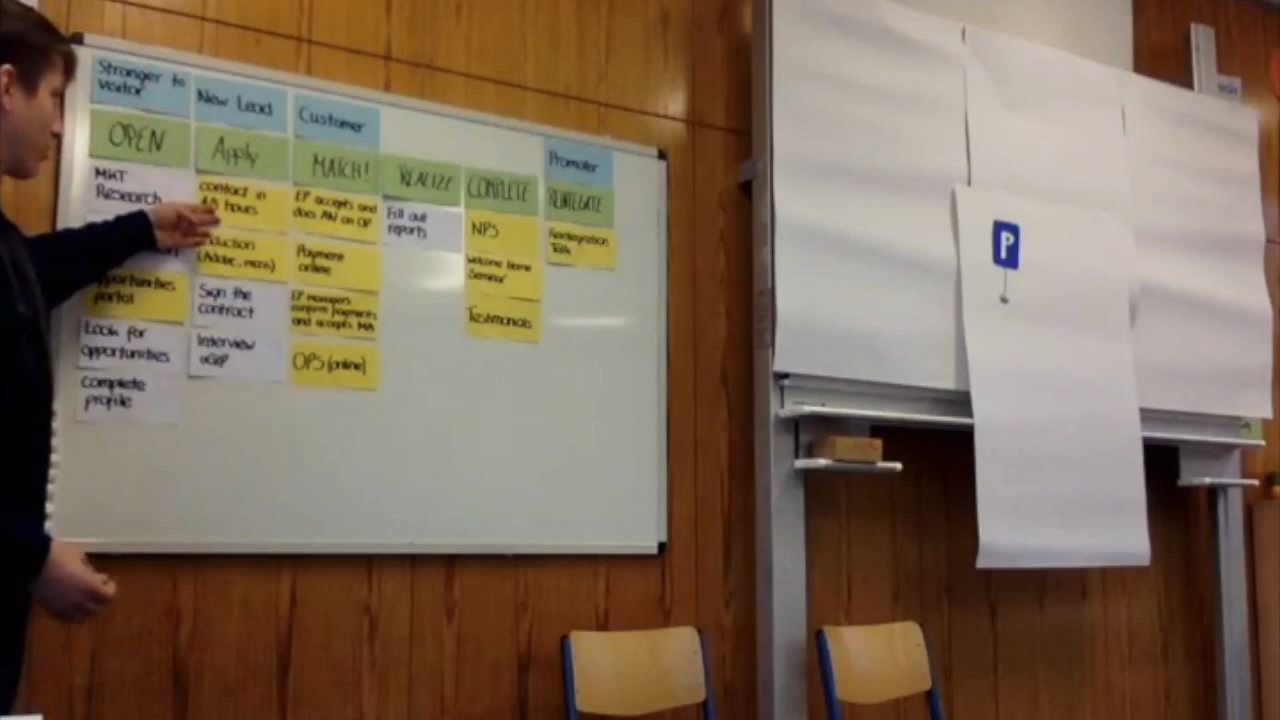 Stranger to
visitor
New Lead
Customer
Promoter
OPEN
Apply
MATCH!
REALIZE
COMPLETE
REINTEGRATE
MKT
Research
opportunities
portal
Look for
opportunities
Complete
profile
contact in
48 hours
(Adobe,
Sign the
contract
Interview
oGIP
EP accepts and
does AN on OP
Payment
online
EP managers
confirm payments
and accepts MA
OPS (online)
Fill out
reports
NPS
Welcome Home
Seminar
Testimonials
Reintegration
Talk
P